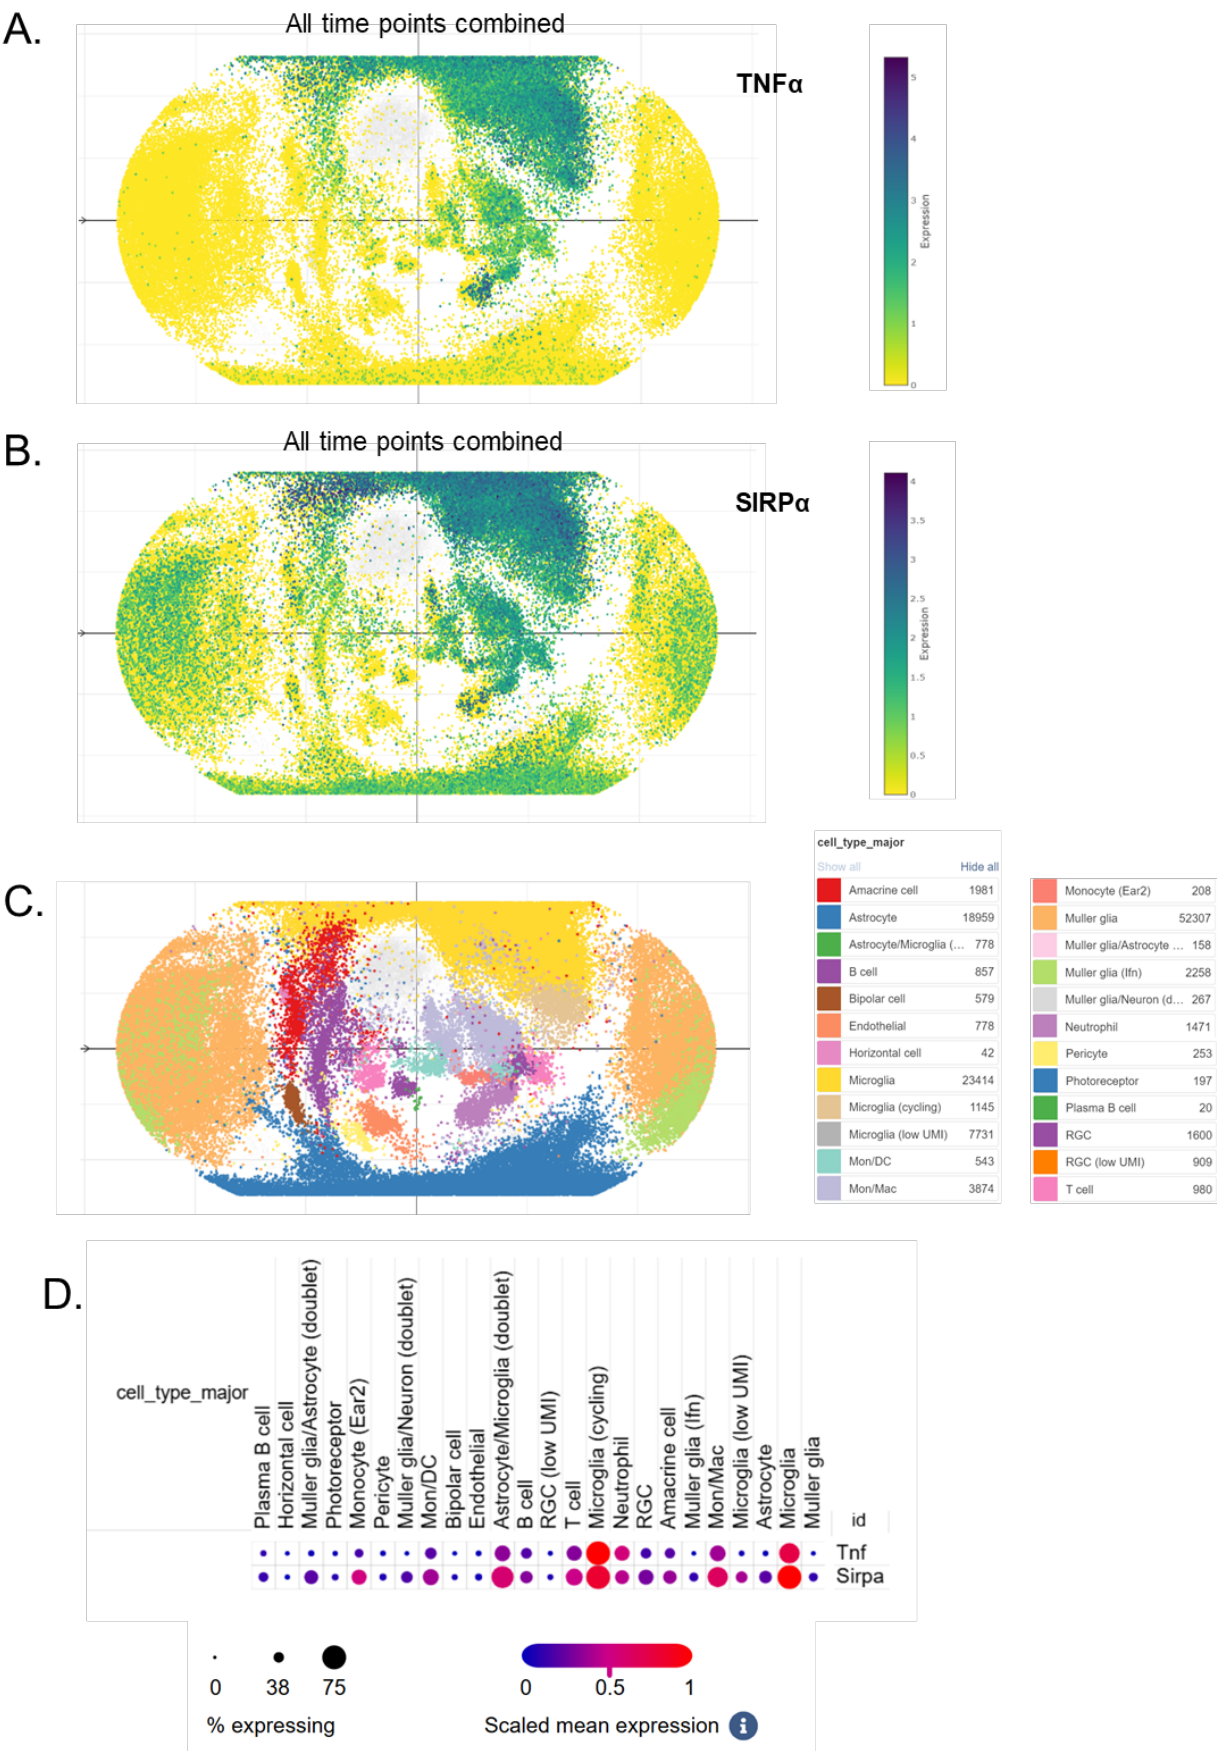 A.
All time points combined
TNFα
5
4
3
2
1
0
Expression
B.
All time points combined
SIRPα
4
3.5
3
2.5
2
1.5
1
0.5
0
Expression
C.
cell_type_major
Show all Hide all
Amacrine cell 1981
Astrocyte 18959
Astrocyte/Microglia (... 778
B cell 857
Bipolar cell 579
Endothelial 778
Horizontal cell 42
Microglia 23414
Microglia (cycling) 1145
Microglia (low UMI) 7731
Mon/DC 543
Mon/Mac 3874
Monocyte (Ear2) 208
Muller glia 52307
Muller glia/Astrocyte ... 158
Muller glia (Ifn) 2258
Muller glia/Neuron (d... 267
Neutrophil 1471
Pericyte 253
Photoreceptor 197
Plasma B cell 20
RGC 1600
RGC (low UMI) 909
T cell 980
D.
cell_type_major
Plasma B cell
Horizontal cell
Muller glia/Astrocyte (doublet)
Photoreceptor
Monocyte (Ear2)
Pericyte
Muller glia/Neuron (doublet)
Mon/DC
Bipolar cell
Endothelial
Astrocyte/Microglia (doublet)
B cell
RGC (low UMI)
T cell
Microglia (cycling)
Neutrophil
RGC
Amacrine cell
Muller glia (Ifn)
Mon/Mac
Microglia (low UMI)
Astrocyte
Microglia
Muller glia
id
Tnf
Sirpa
0 38 75
% expressing
0 0.5 1
Scaled mean expression i